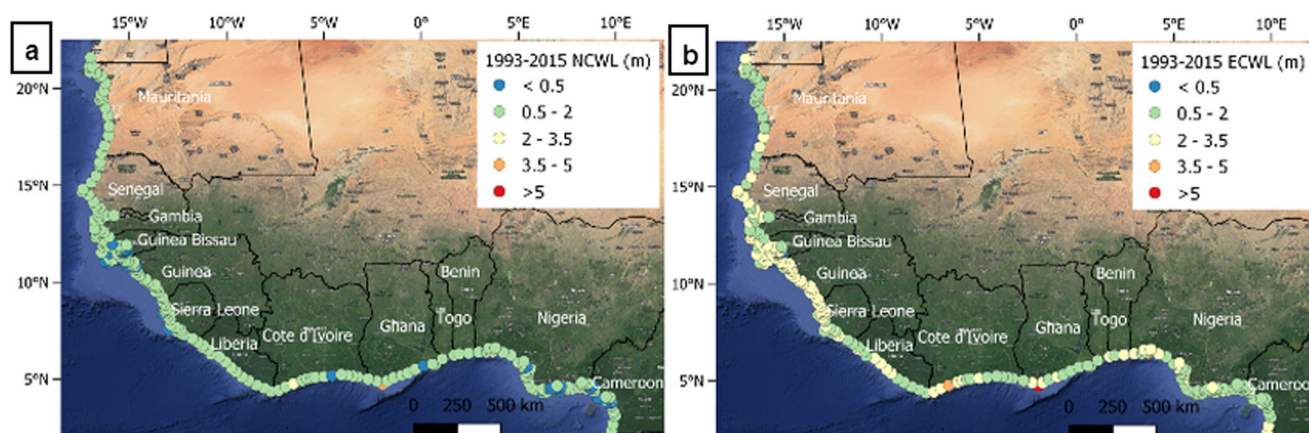 a
15°W 10°W 5°W 0° 5°E 10°E
1993-2015 NCWL (m)
< 0.5
0.5 - 2
2 - 3.5
3.5 - 5
>5
20°N
15°N
10°N
5°N
Mauritania
Senegal
Gambia
Guinea Bissau
Guinea
Sierra Leone
Liberia
Cote d'Ivoire
Ghana
Togo
Benin
Nigeria
Cameroon
0 250 500 km
b
15°W 10°W 5°W 0° 5°E 10°E
1993-2015 ECWL (m)
< 0.5
0.5 - 2
2 - 3.5
3.5 - 5
>5
20°N
15°N
10°N
5°N
Mauritania
Senegal
Gambia
Guinea Bissau
Guinea
Sierra Leone
Liberia
Cote d'Ivoire
Ghana
Togo
Benin
Nigeria
Cameroon
0 250 500 km